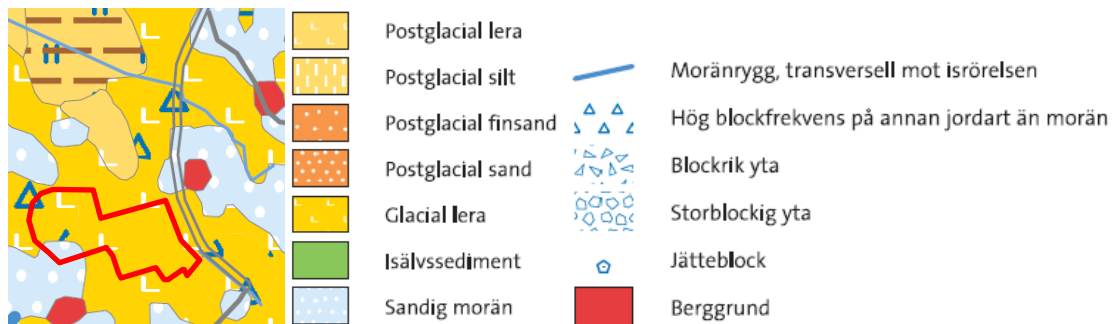 Postglacial lera
Postglacial silt
Postglacial finsand
Postglacial sand
Glacial lera
Isälvssediment
Sandig morän
Moränrygg, transversell mot isrörelsen
Hög blockfrekvens på annan jordart än morän
Blockrik yta
Storblockig yta
Jätteblock
Berggrund